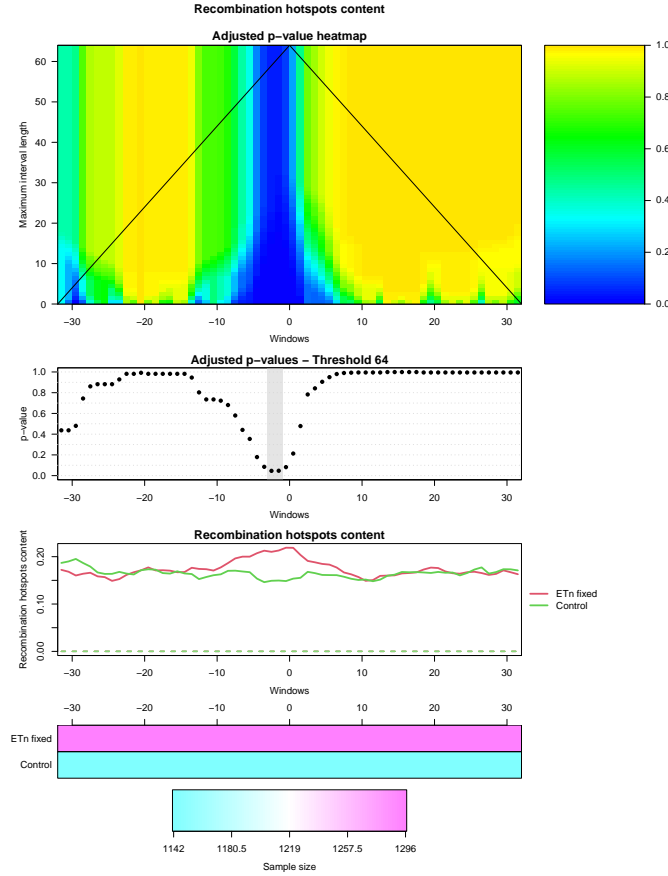 Recombination hotspots content
Adjusted p−value heatmap
Maximum interval length
0 10 20 30 40 50 60
−30 −20 −10 0 10 20 30
Windows
0.0 0.2 0.4 0.6 0.8 1.0
Adjusted p−values − Threshold 64
p−value
0.0 0.2 0.4 0.6 0.8 1.0
−30 −20 −10 0 10 20 30
Windows
Recombination hotspots content
Recombination hotspots content
0.00 0.10 0.20
−30 −20 −10 0 10 20 30
Windows
ETn fixed
Control
−30 −20 −10 0 10 20 30
ETn fixed
Control
1142 1180.5 1219 1257.5 1296
Sample size